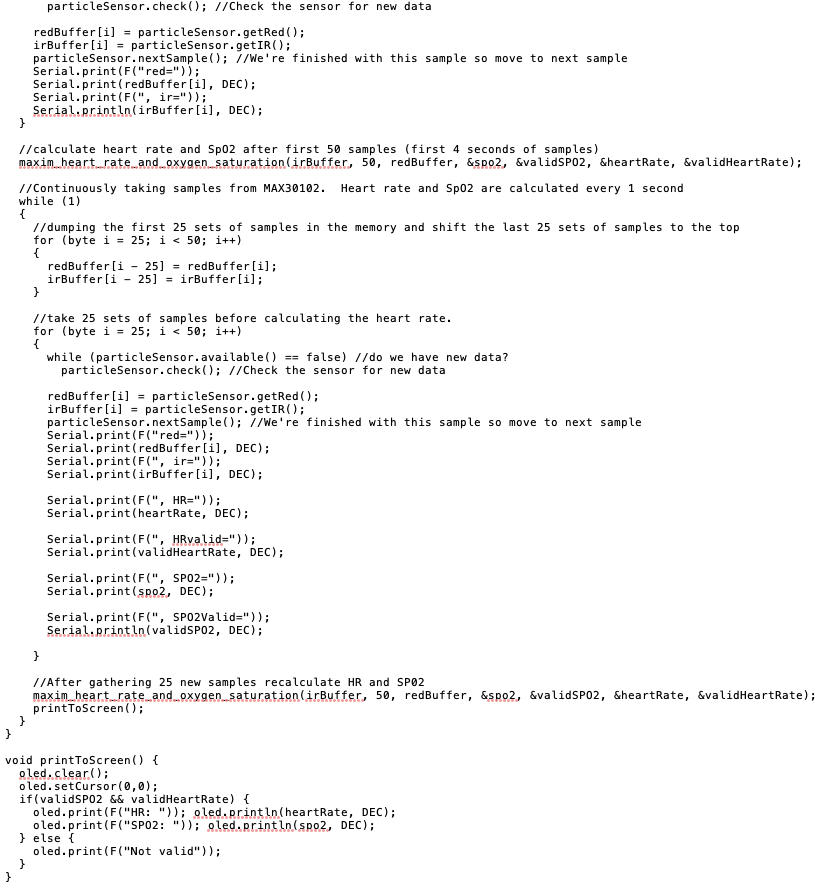 particleSensor.check(); //Check the sensor for new data

    redBuffer[i] = particleSensor.getRed();
    irBuffer[i] = particleSensor.getIR();
    particleSensor.nextSample(); //We're finished with this sample so move to next sample
    Serial.print(F("red="));
    Serial.print(redBuffer[i], DEC);
    Serial.print(F(", ir="));
    Serial.println(irBuffer[i], DEC);
  }

  //calculate heart rate and SpO2 after first 50 samples (first 4 seconds of samples)
  maxim_heart_rate_and_oxygen_saturation(irBuffer, 50, redBuffer, &spo2, &validSPO2, &heartRate, &validHeartRate);

  //Continuously taking samples from MAX30102.  Heart rate and SpO2 are calculated every 1 second
  while (1)
  {
    //dumping the first 25 sets of samples in the memory and shift the last 25 sets of samples to the top
    for (byte i = 25; i < 50; i++)
    {
      redBuffer[i - 25] = redBuffer[i];
      irBuffer[i - 25] = irBuffer[i];
    }

    //take 25 sets of samples before calculating the heart rate.
    for (byte i = 25; i < 50; i++)
    {
      while (particleSensor.available() == false) //do we have new data?
        particleSensor.check(); //Check the sensor for new data

      redBuffer[i] = particleSensor.getRed();
      irBuffer[i] = particleSensor.getIR();
      particleSensor.nextSample(); //We're finished with this sample so move to next sample
      Serial.print(F("red="));
      Serial.print(redBuffer[i], DEC);
      Serial.print(F(", ir="));
      Serial.print(irBuffer[i], DEC);

      Serial.print(F(", HR="));
      Serial.print(heartRate, DEC);

      Serial.print(F(", HRvalid="));
      Serial.print(validHeartRate, DEC);

      Serial.print(F(", SPO2="));
      Serial.print(spo2, DEC);

      Serial.print(F(", SPO2Valid="));
      Serial.println(validSPO2, DEC);

    }

    //After gathering 25 new samples recalculate HR and SP02
    maxim_heart_rate_and_oxygen_saturation(irBuffer, 50, redBuffer, &spo2, &validSPO2, &heartRate, &validHeartRate);
    printToScreen();
  }
}

void printToScreen() {
  oled.clear();
  oled.setCursor(0,0);
  if(validSPO2 && validHeartRate) {
    oled.print(F("HR: ")); oled.println(heartRate, DEC);
    oled.print(F("SPO2: ")); oled.println(spo2, DEC);
  } else {
    oled.print(F("Not valid"));
  }
}